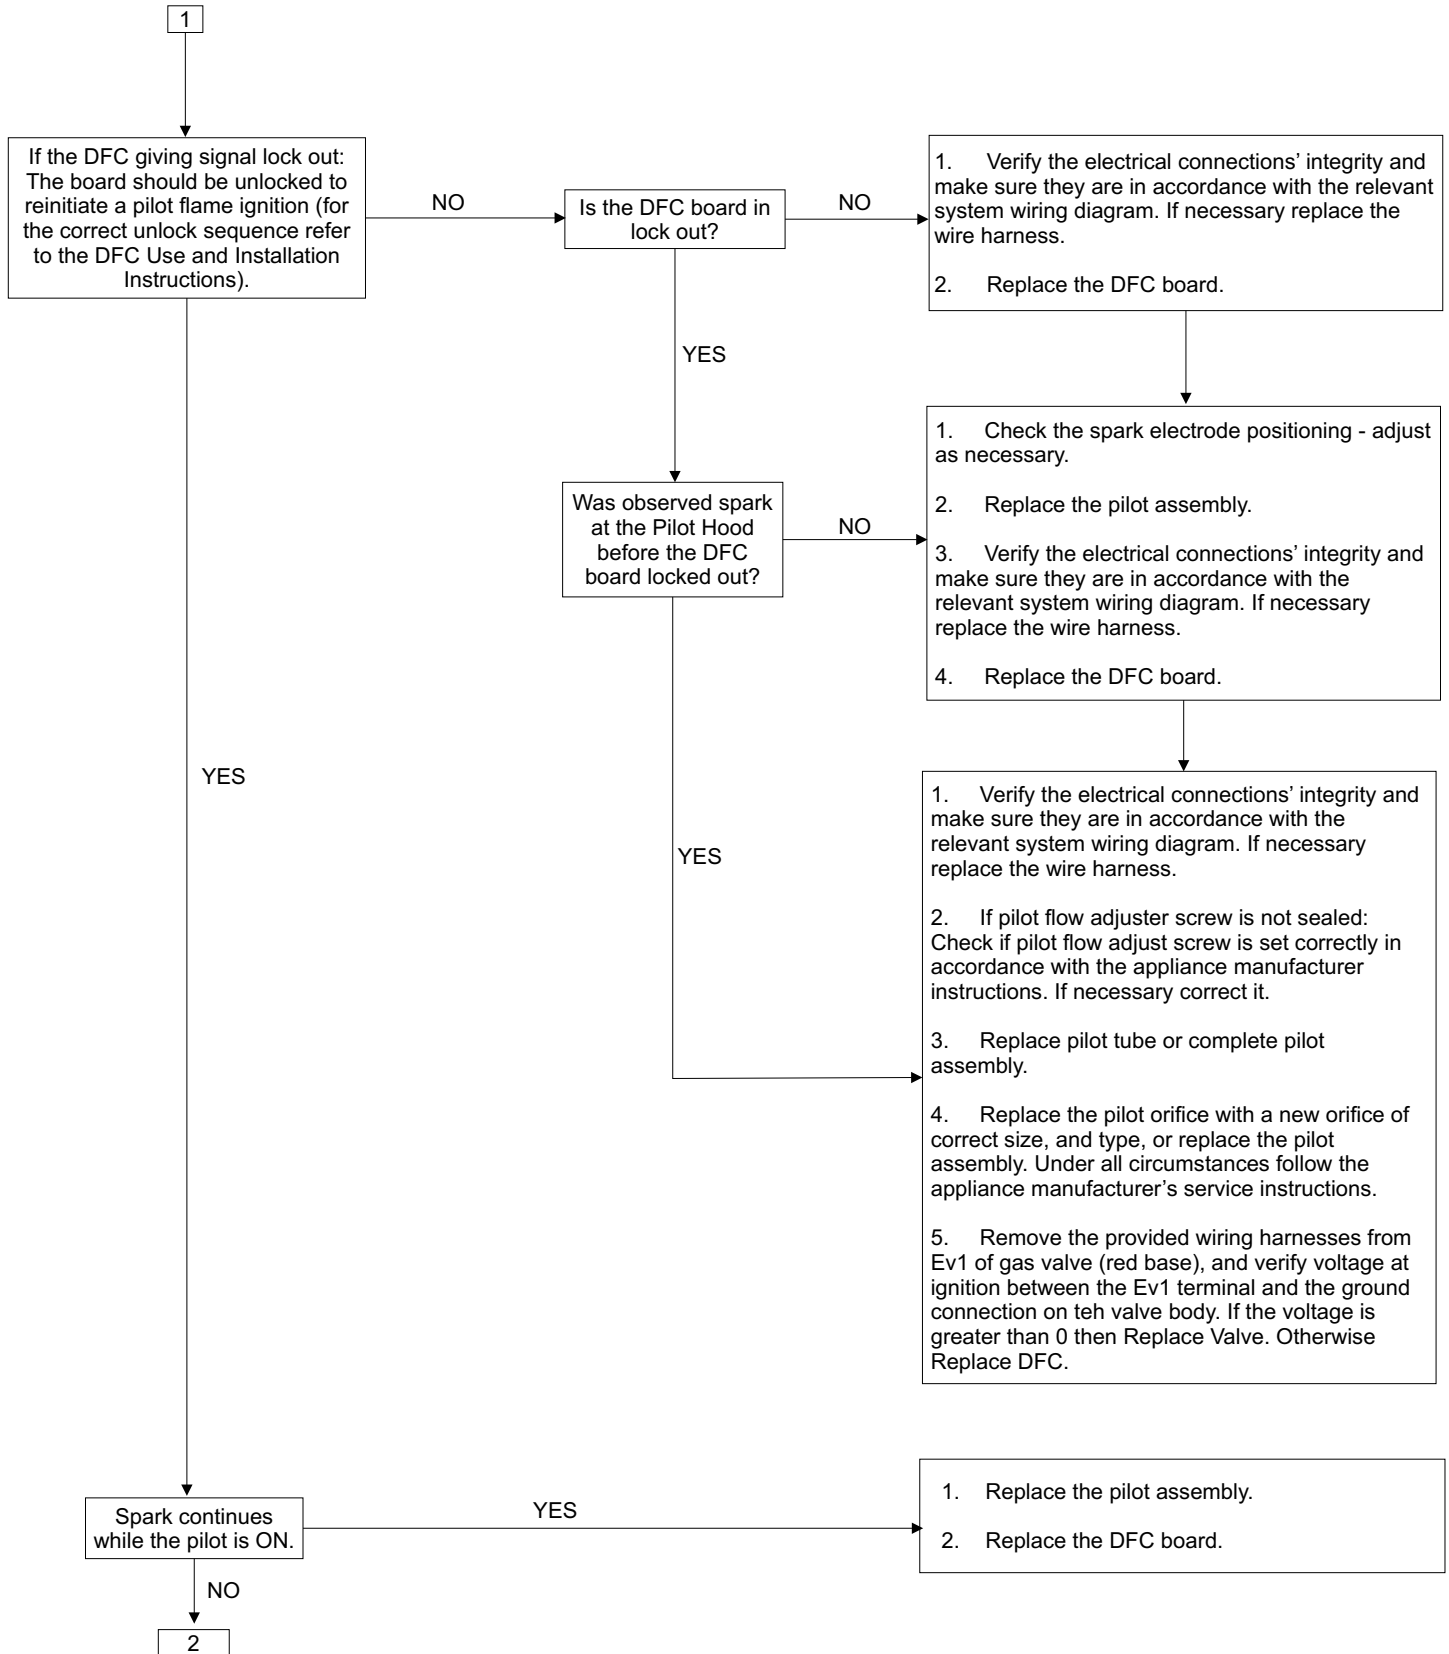 1
If the DFC giving signal lock out:
The board should be unlocked to
reinitiate a pilot flame ignition (for
the correct unlock sequence refer
to the DFC Use and Installation
Instructions).
NO
Is the DFC board in
lock out?
NO
1. Verify the electrical connections’ integrity and
make sure they are in accordance with the relevant
system wiring diagram. If necessary replace the
wire harness.
2. Replace the DFC board.
YES
Was observed spark
at the Pilot Hood
before the DFC
board locked out?
NO
1. Check the spark electrode positioning - adjust
as necessary.
2. Replace the pilot assembly.
3. Verify the electrical connections’ integrity and
make sure they are in accordance with the
relevant system wiring diagram. If necessary
replace the wire harness.
4. Replace the DFC board.
YES
YES
1. Verify the electrical connections’ integrity and
make sure they are in accordance with the
relevant system wiring diagram. If necessary
replace the wire harness.
2. If pilot flow adjuster screw is not sealed:
Check if pilot flow adjust screw is set correctly in
accordance with the appliance manufacturer
instructions. If necessary correct it.
3. Replace pilot tube or complete pilot
assembly.
4. Replace the pilot orifice with a new orifice of
correct size, and type, or replace the pilot
assembly. Under all circumstances follow the
appliance manufacturer’s service instructions.
5. Remove the provided wiring harnesses from
Ev1 of gas valve (red base), and verify voltage at
ignition between the Ev1 terminal and the ground
connection on teh valve body. If the voltage is
greater than 0 then Replace Valve. Otherwise
Replace DFC.
Spark continues
while the pilot is ON.
YES
1. Replace the pilot assembly.
2. Replace the DFC board.
NO
2